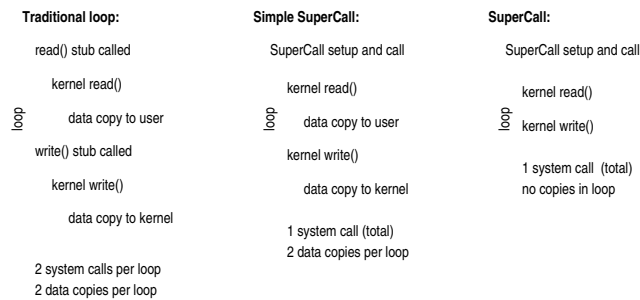 Traditional loop:
read() stub called
kernel read()
data copy to user
loop
write() stub called
kernel write()
data copy to kernel
2 system calls per loop
2 data copies per loop
Simple SuperCall:
SuperCall setup and call
kernel read()
loop
data copy to user
kernel write()
data copy to kernel
1 system call (total)
2 data copies per loop
SuperCall:
SuperCall setup and call
kernel read()
loop
kernel write()
1 system call (total)
no copies in loop